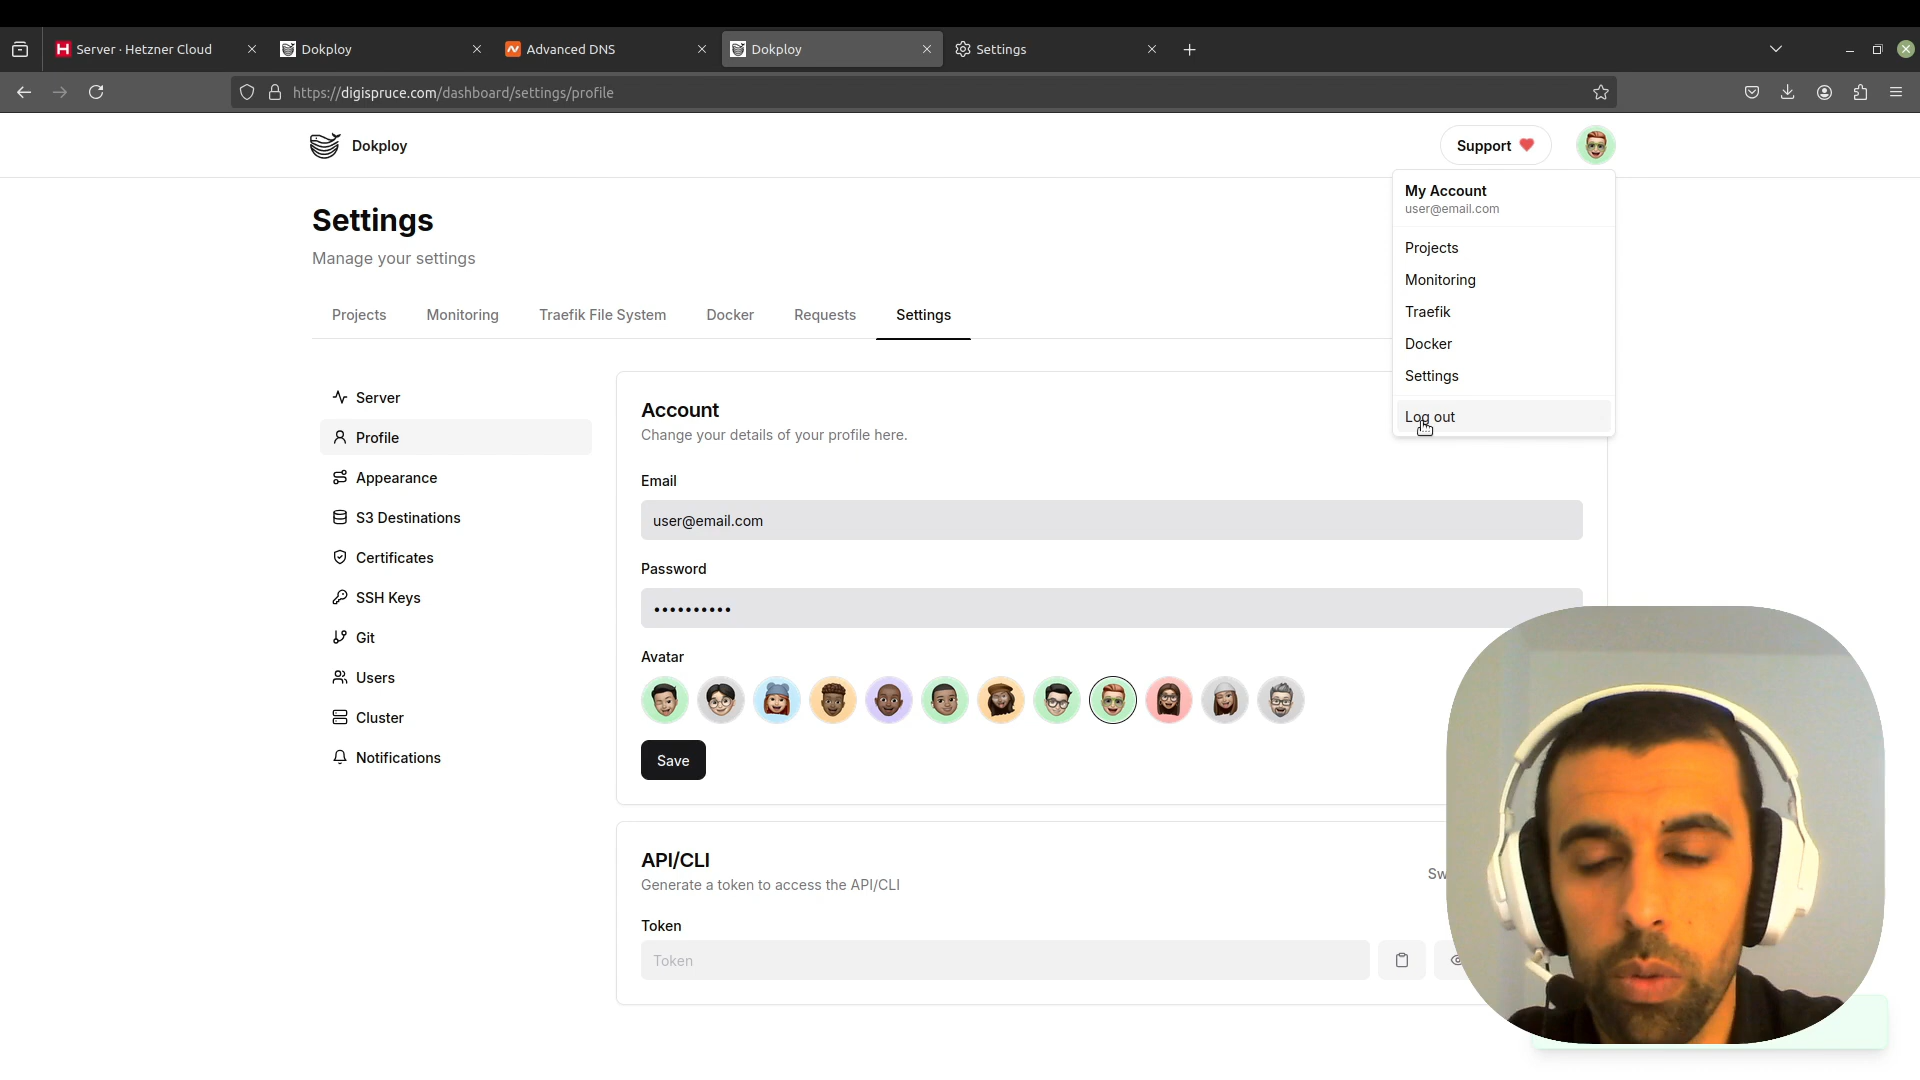 Server · Hetzner Cloud
Dokploy
Advanced DNS
Dokploy
Settings
https://digispruce.com/dashboard/settings/profile
Dokploy
Support
My Account
user@email.com
Projects
Monitoring
Traefik
Docker
Settings
Log out
Settings
Manage your settings
Projects
Monitoring
Traefik File System
Docker
Requests
Settings
Server
Profile
Appearance
S3 Destinations
Certificates
SSH Keys
Git
Users
Cluster
Notifications
Account
Change your details of your profile here.
Email
user@email.com
Password
••••••••••
Avatar
Save
API/CLI
Generate a token to access the API/CLI
Sw
Token
Token